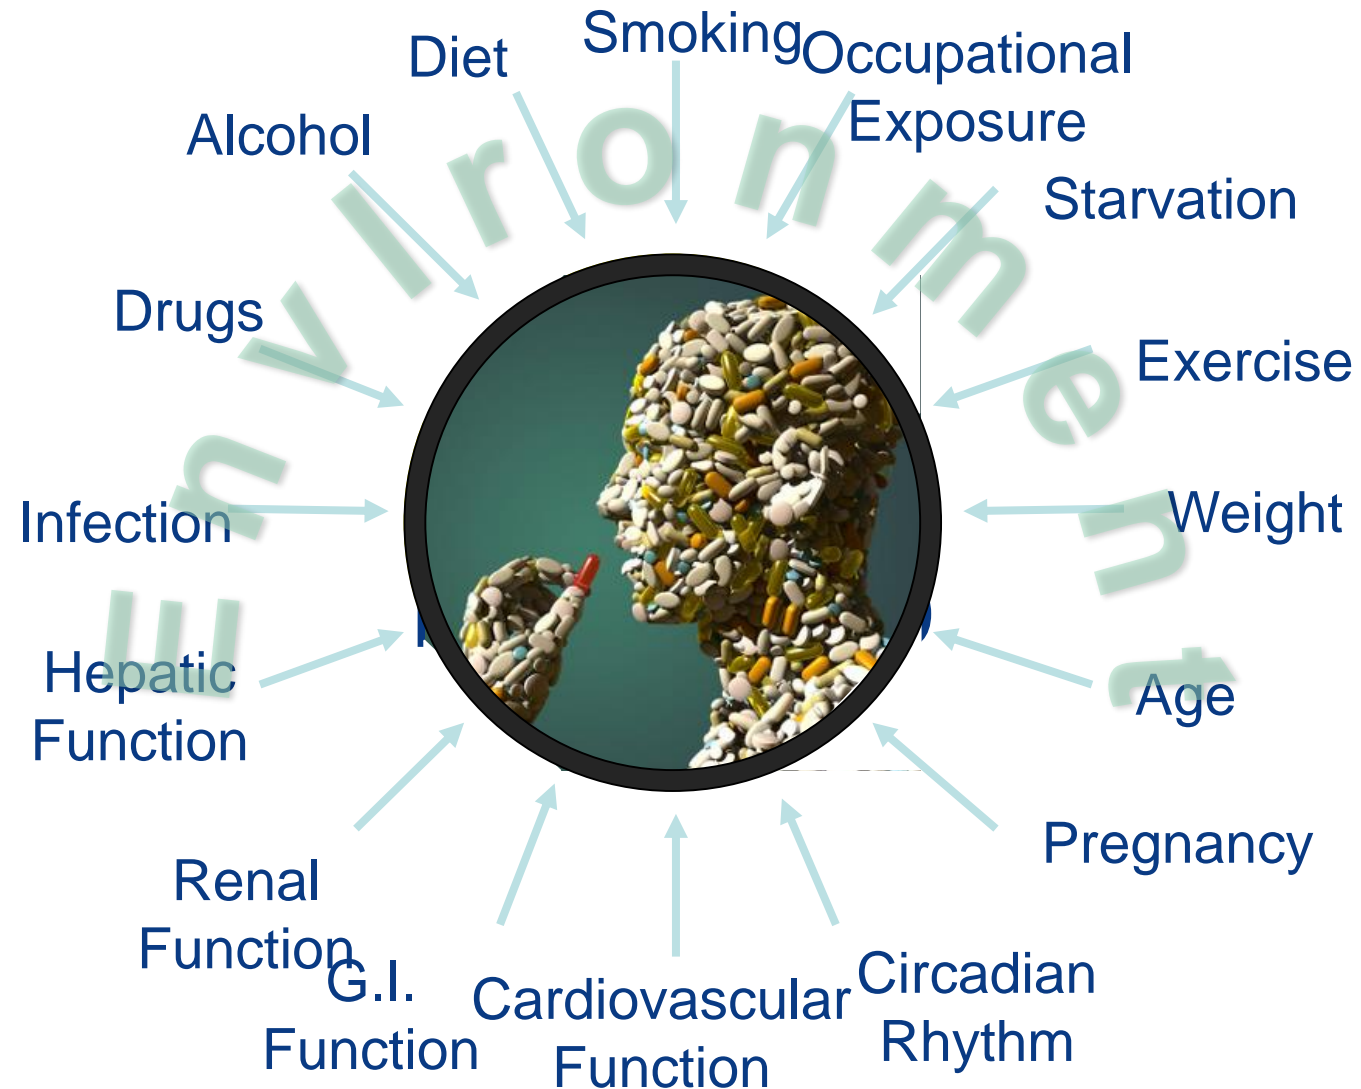 Smoking
Diet
Occupational
Exposure
Alcohol
Starvation
Drugs
Exercise
Infection
Weight
Hepatic
Function
Age
Pregnancy
Renal
Function
G.I.
Function
Cardiovascular
Function
Circadian
Rhythm
EnvIronment